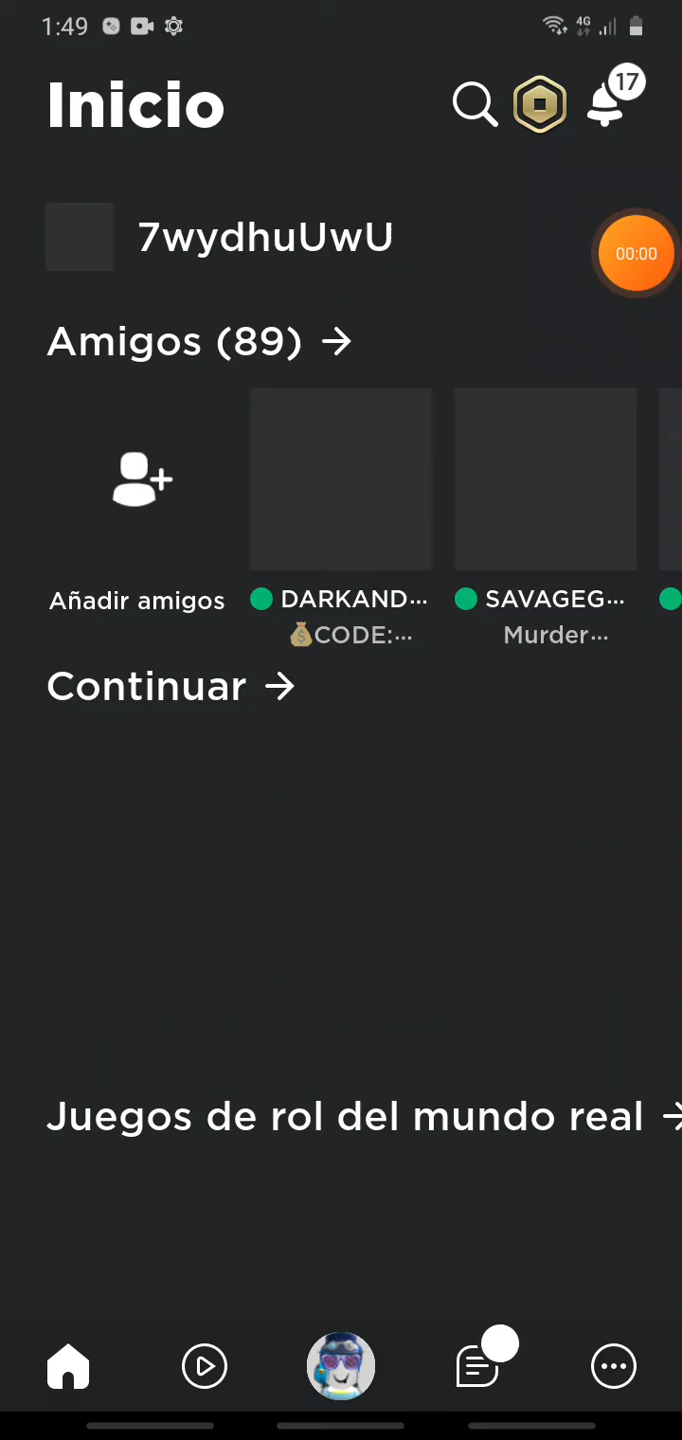 1:49
4G
Inicio
17
7wydhuUwU
00:00
Amigos (89) →
Añadir amigos
DARKAND...
SAVAGEG...
💰CODE:...
Murder...
Continuar →
Juegos de rol del mundo real →